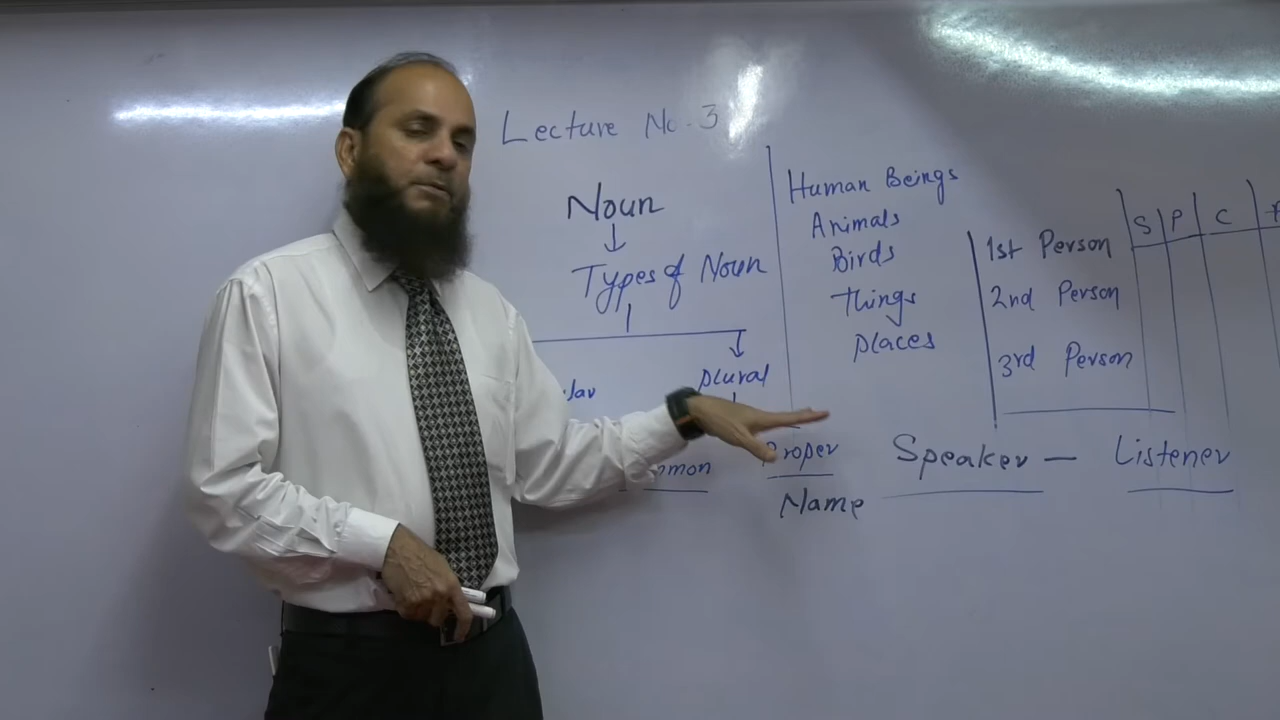 Lecture No. 3
Noun
Types of Noun
plural
Proper
Name
Human Beings
Animals
Birds
Things
places
1st Person
2nd Person
3rd Person
S P C
Speaker — Listener